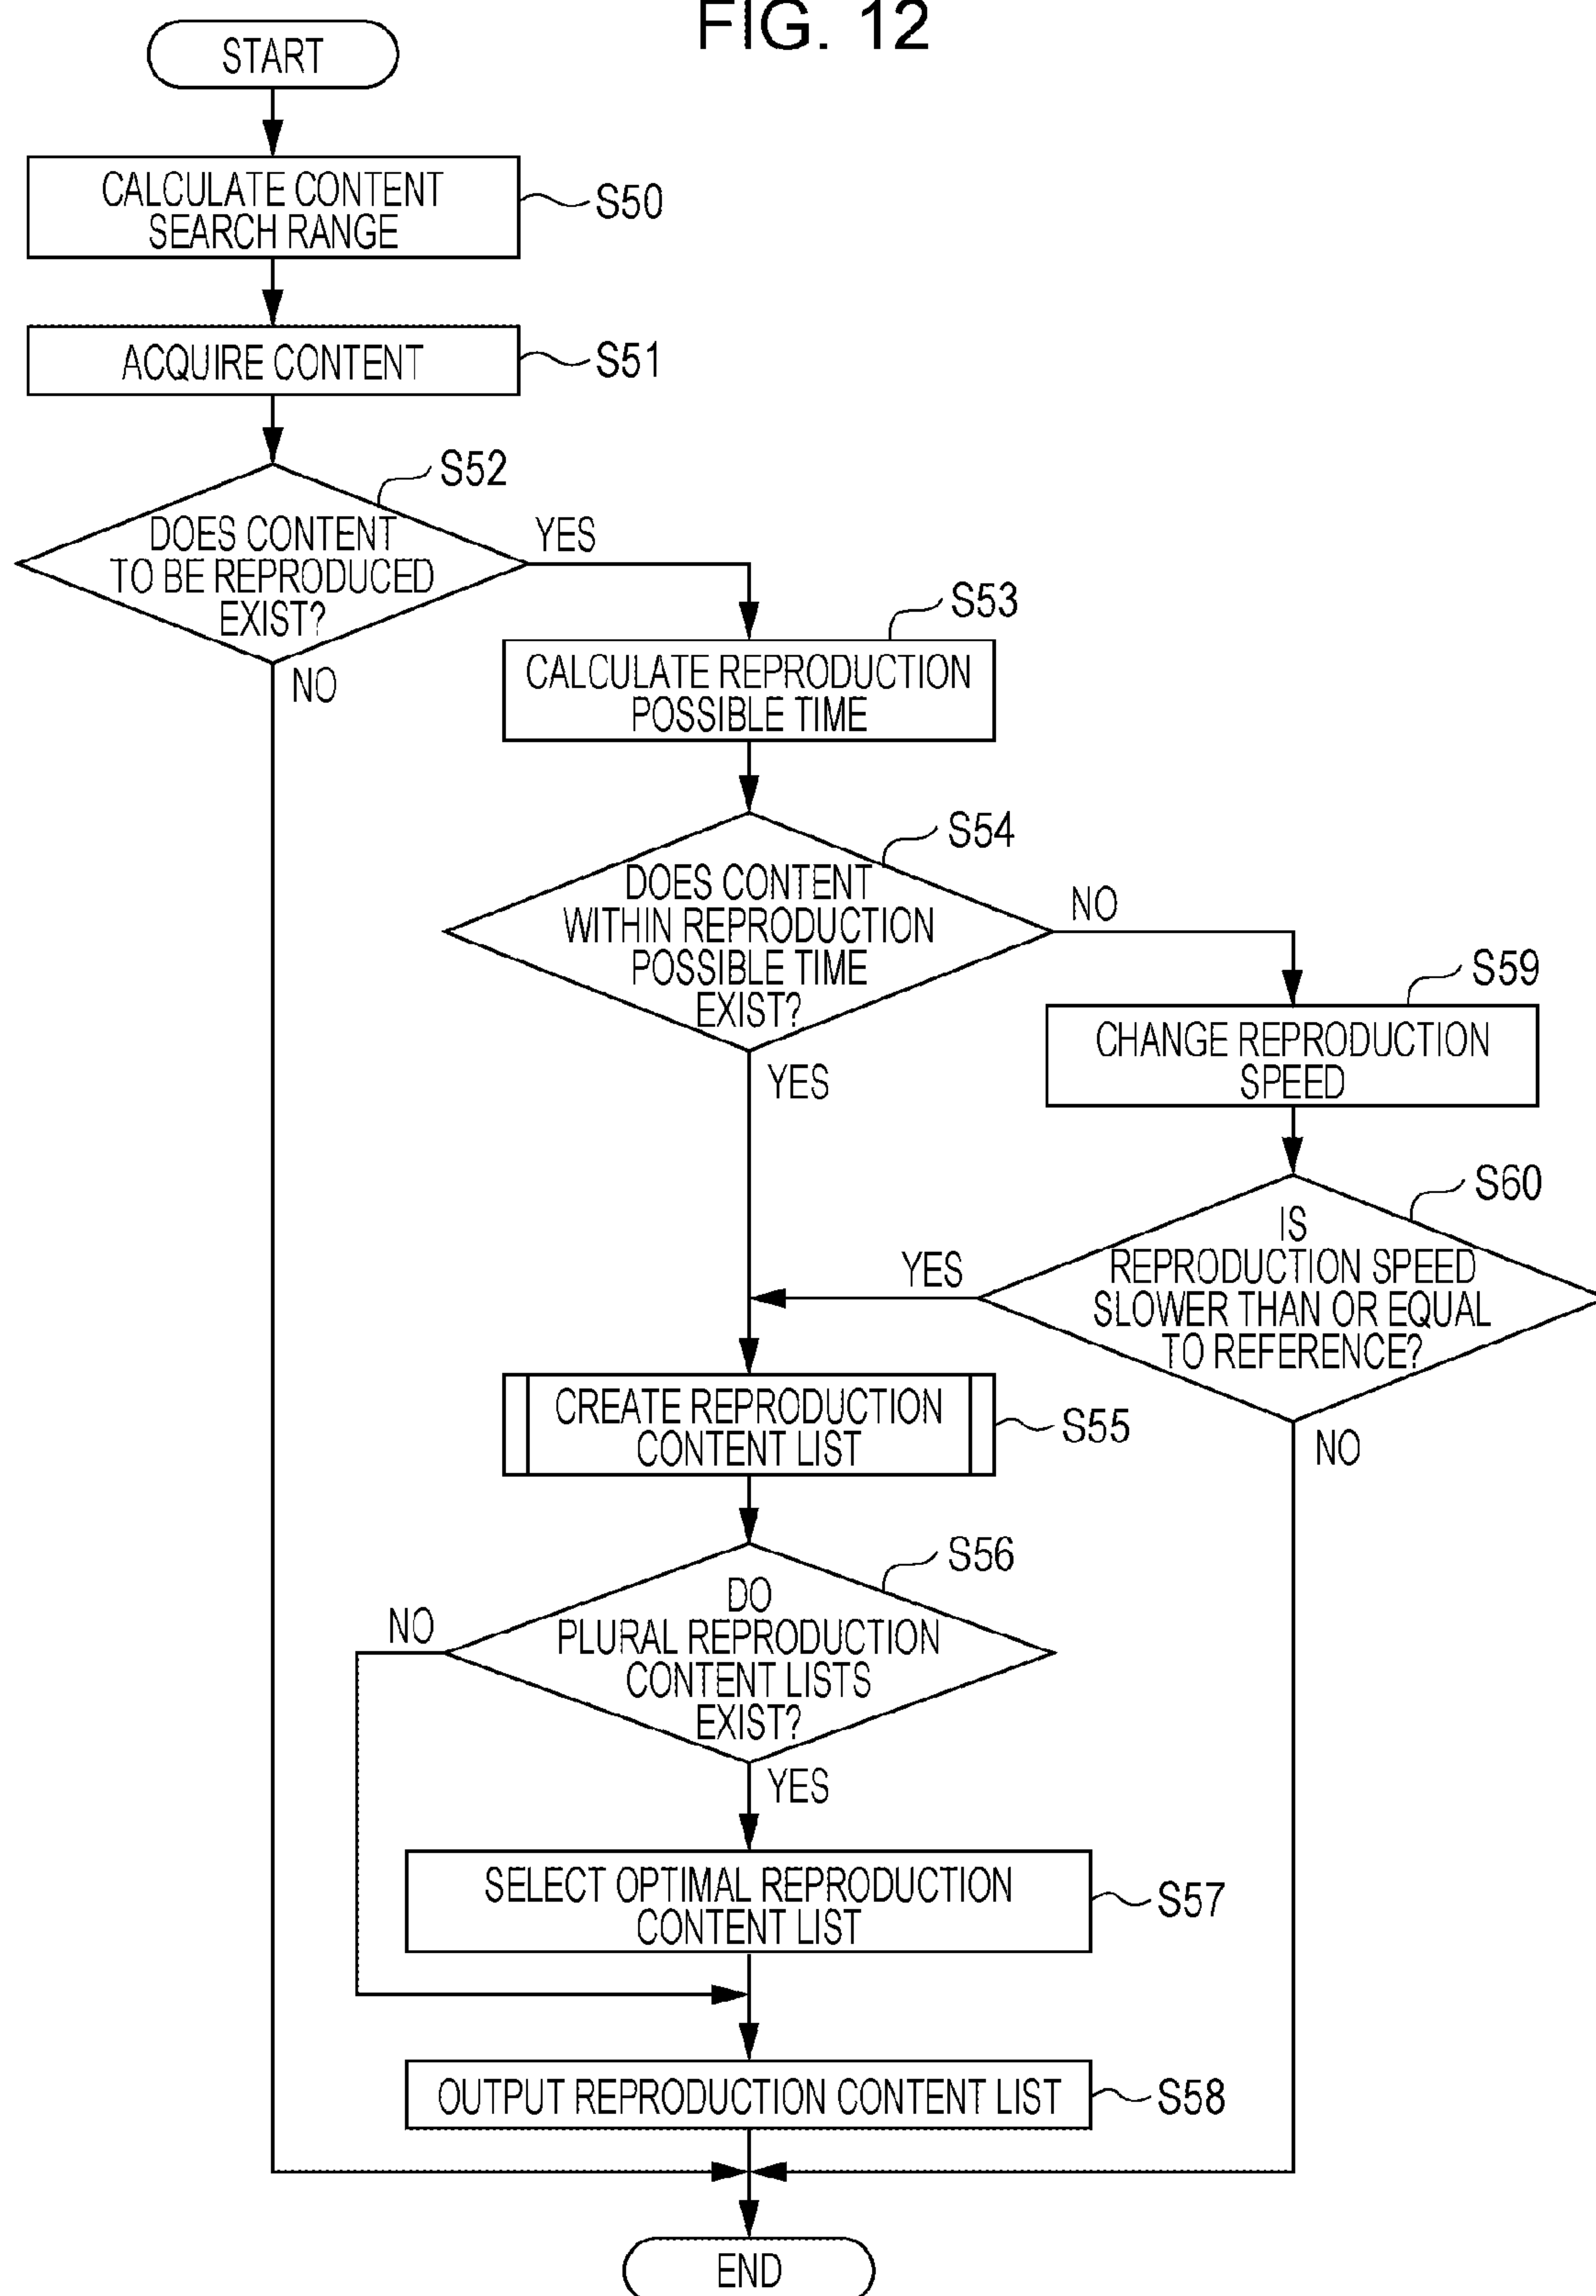 FIG. 12
START
CALCULATE CONTENT
SEARCH RANGE
S50
ACQUIRE CONTENT
S51
S52
DOES CONTENT
TO BE REPRODUCED
EXIST?
YES
NO
S53
CALCULATE REPRODUCTION
POSSIBLE TIME
S54
DOES CONTENT
WITHIN REPRODUCTION
POSSIBLE TIME
EXIST?
NO
YES
S59
CHANGE REPRODUCTION
SPEED
S60
IS
REPRODUCTION SPEED
SLOWER THAN OR EQUAL
TO REFERENCE?
YES
NO
CREATE REPRODUCTION
CONTENT LIST
S55
S56
DO
PLURAL REPRODUCTION
CONTENT LISTS
EXIST?
NO
YES
SELECT OPTIMAL REPRODUCTION
CONTENT LIST
S57
OUTPUT REPRODUCTION CONTENT LIST
S58
END